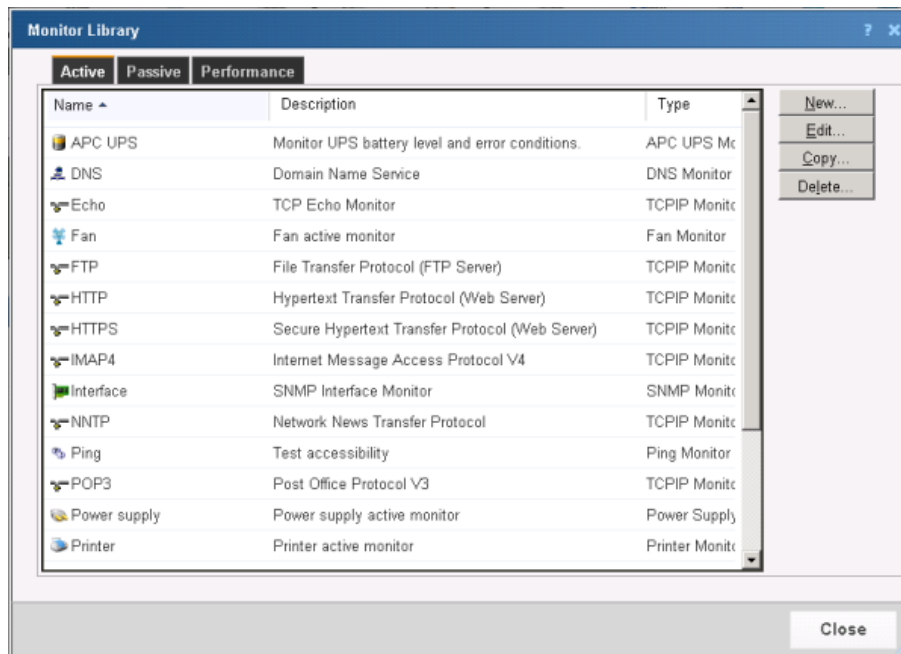 Monitor Library ? ×
Active Passive Performance
Name Description Type
APC UPS Monitor UPS battery level and error conditions. APC UPS Mc
DNS Domain Name Service DNS Monitor
Echo TCP Echo Monitor TCPIP Monitc
Fan Fan active monitor Fan Monitor
FTP File Transfer Protocol (FTP Server) TCPIP Monitc
HTTP Hypertext Transfer Protocol (Web Server) TCPIP Monitc
HTTPS Secure Hypertext Transfer Protocol (Web Server) TCPIP Monitc
IMAP4 Internet Message Access Protocol V4 TCPIP Monitc
Interface SNMP Interface Monitor SNMP Monitc
NNTP Network News Transfer Protocol TCPIP Monitc
Ping Test accessibility Ping Monitor
POP3 Post Office Protocol V3 TCPIP Monitc
Power supply Power supply active monitor Power Supply
Printer Printer active monitor Printer Monitc
New...
Edit...
Copy...
Delete...
Close